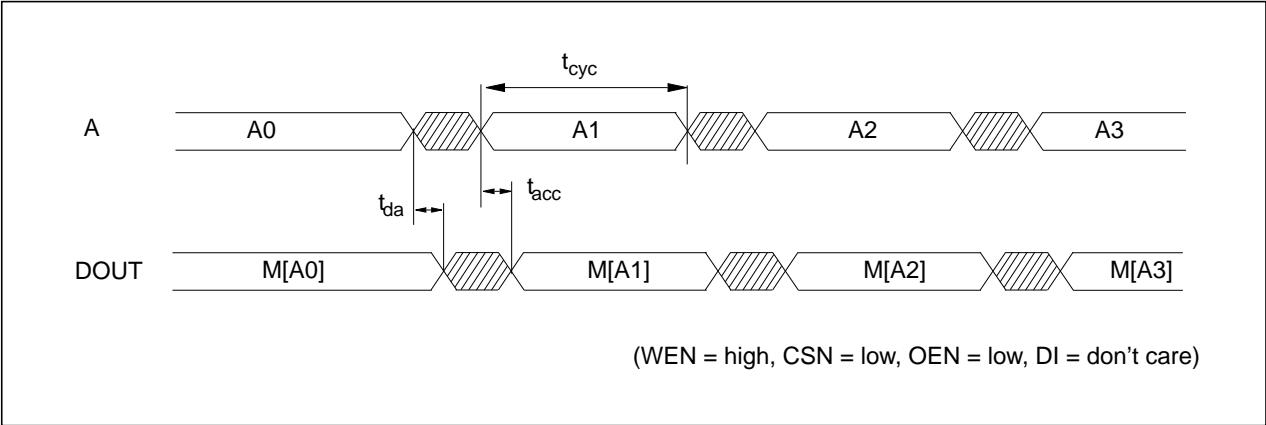 tcyc
A A0 A1 A2 A3
tda tacc
DOUT M[A0] M[A1] M[A2] M[A3]
(WEN = high, CSN = low, OEN = low, DI = don't care)